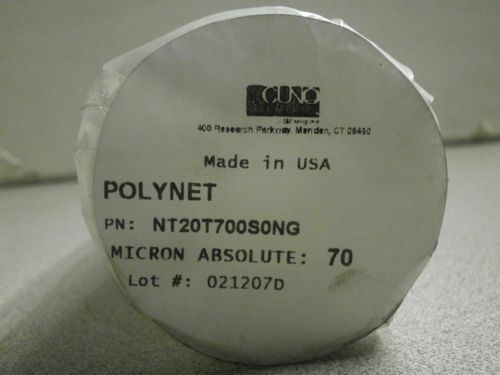 CUNO
400 Research Parkway, Meriden, CT 06450
Made in USA
POLYNET
PN: NT20T700S0NG
MICRON ABSOLUTE: 70
Lot #: 021207D